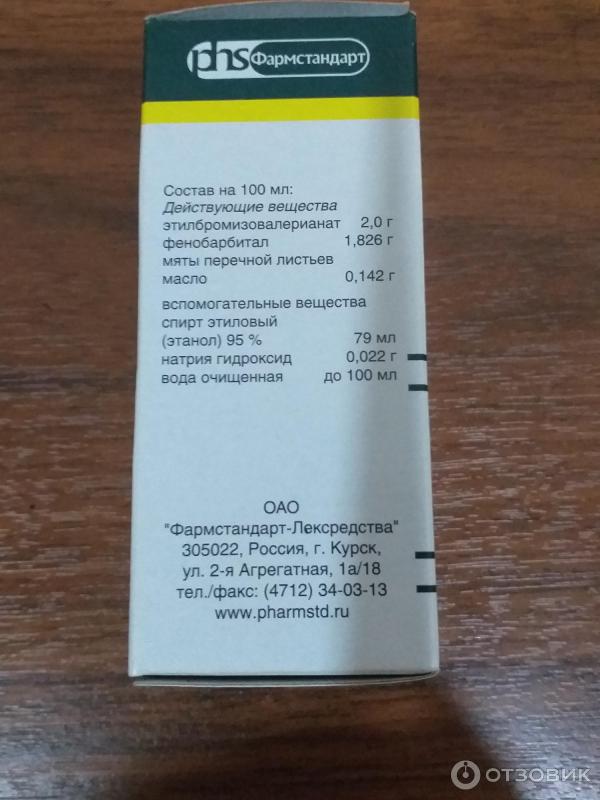 phs Фармстандарт
Состав на 100 мл:
Действующие вещества
этилбромизовалерианат 2,0 г
фенобарбитал 1,826 г
мяты перечной листьев
масло 0,142 г
вспомогательные вещества
спирт этиловый
(этанол) 95 % 79 мл
натрия гидроксид 0,022 г
вода очищенная до 100 мл
ОАО
"Фармстандарт-Лексредства"
305022, Россия, г. Курск,
ул. 2-я Агрегатная, 1а/18
тел./факс: (4712) 34-03-13
www.pharmstd.ru
ОТЗОВИК